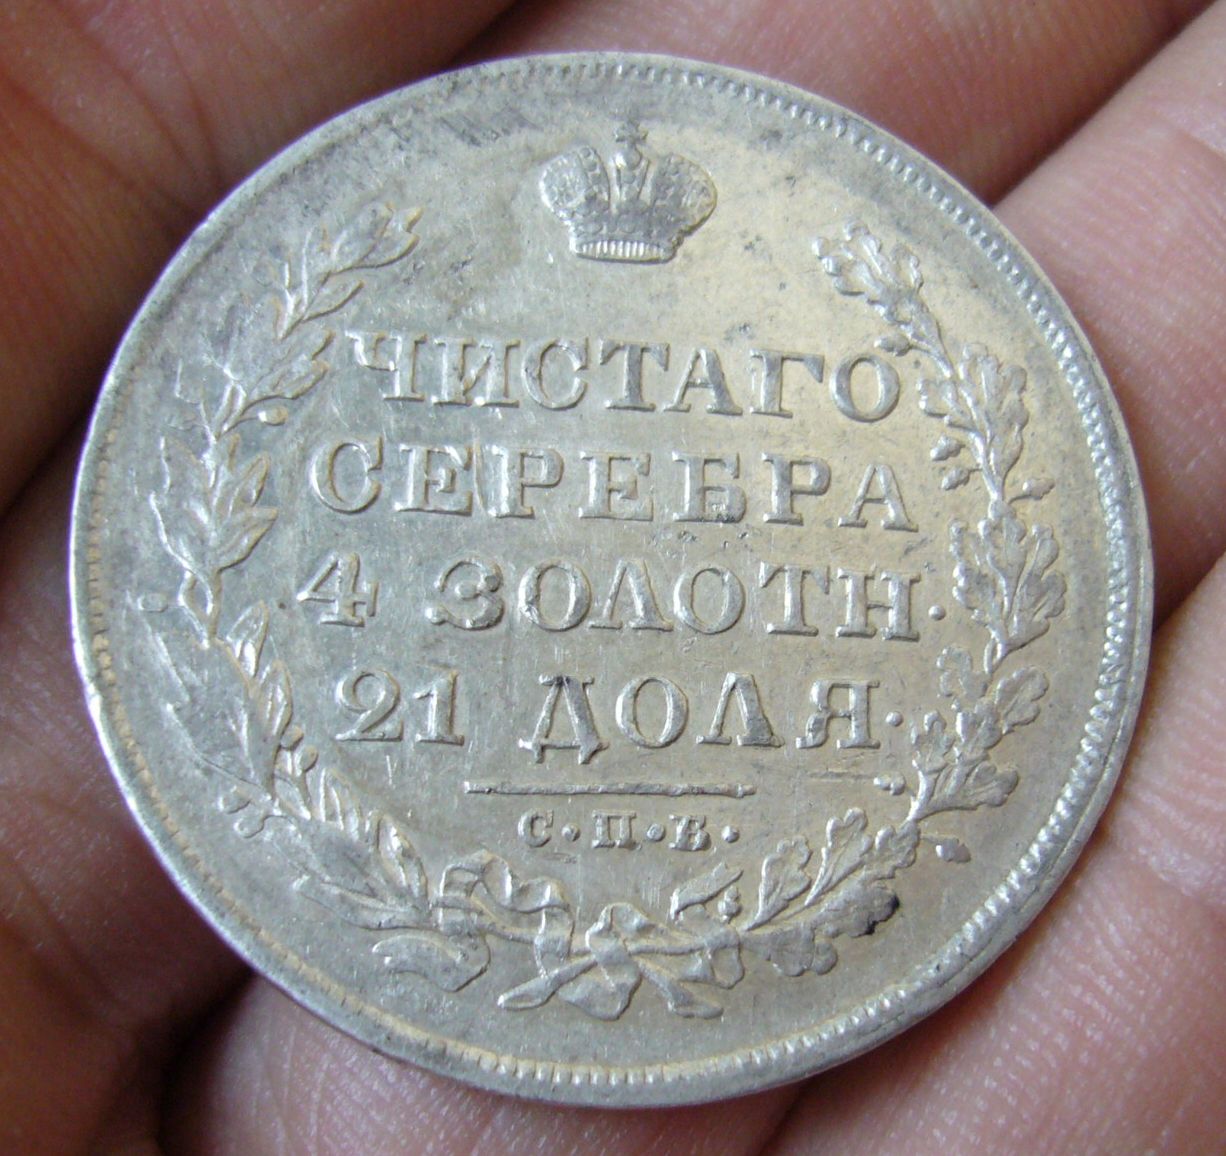 ЧИСТАГО
СЕРЕБРА
4 ЗОЛОТН.
21 ДОЛЯ.
С.П.Б.